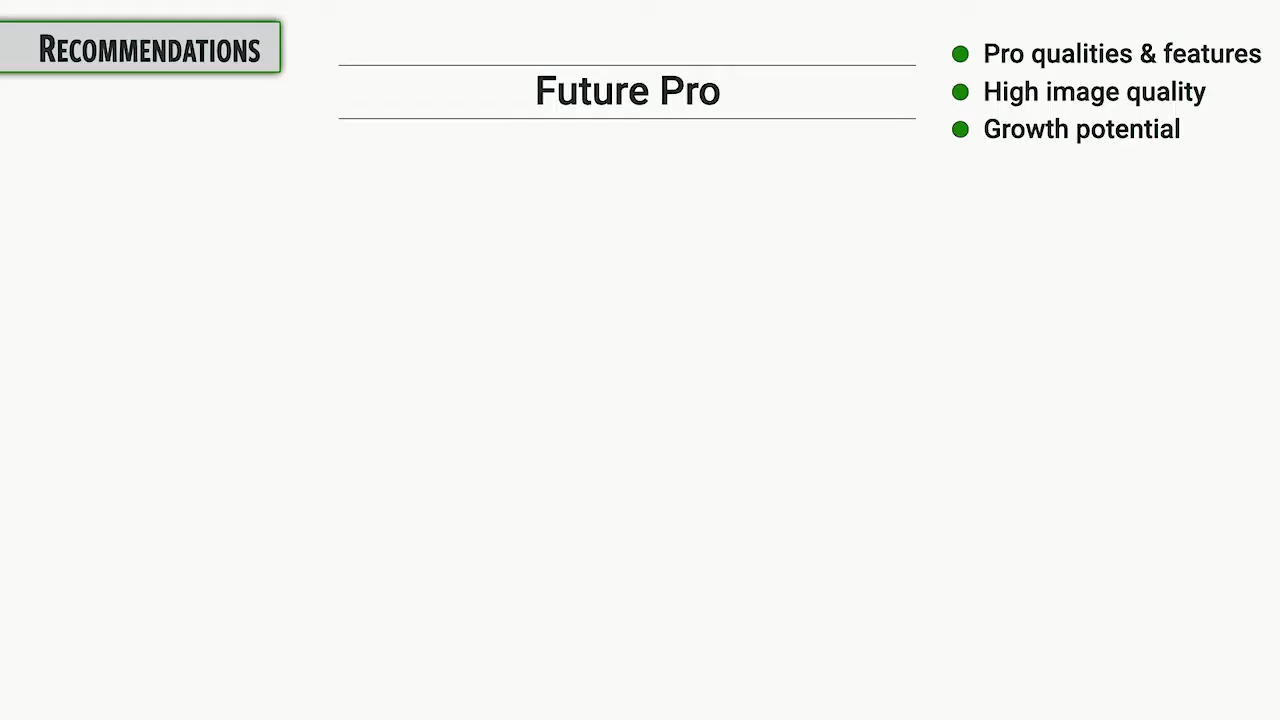 RECOMMENDATIONS
Future Pro
Pro qualities & features
High image quality
Growth potential